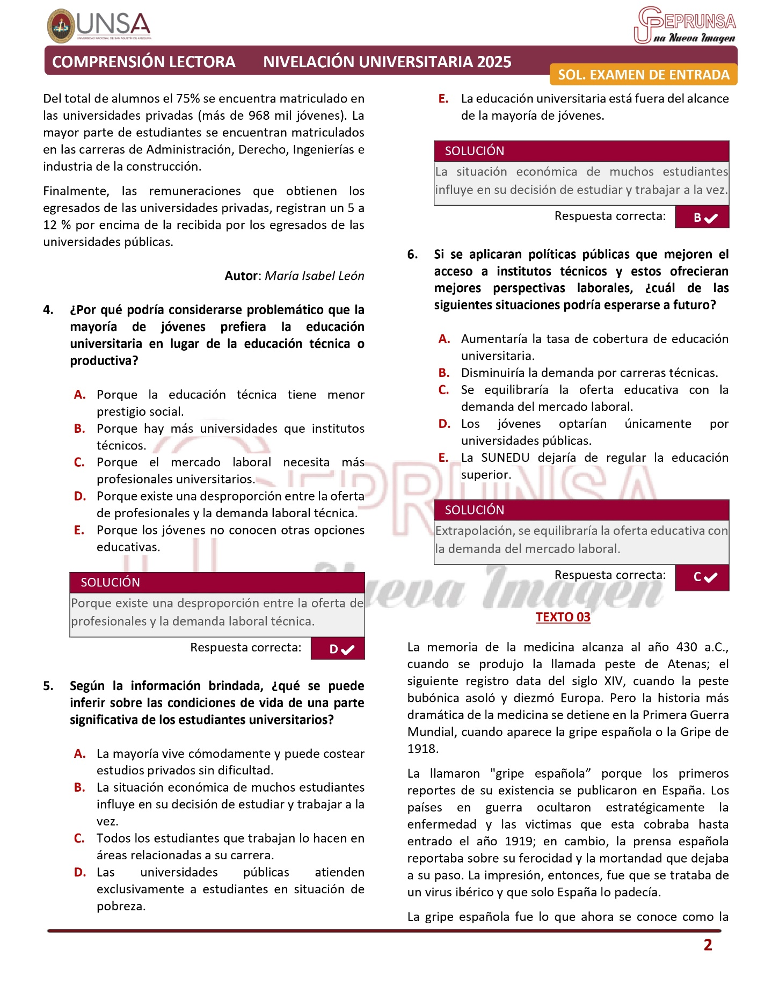 UNSA
UNIVERSIDAD NACIONAL DE SAN AGUSTÍN DE AREQUIPA
CEPRUNSA
Una Nueva Imagen
COMPRENSIÓN LECTORA NIVELACIÓN UNIVERSITARIA 2025
SOL. EXAMEN DE ENTRADA
Del total de alumnos el 75% se encuentra matriculado en
las universidades privadas (más de 968 mil jóvenes). La
mayor parte de estudiantes se encuentran matriculados
en las carreras de Administración, Derecho, Ingenierías e
industria de la construcción.
Finalmente, las remuneraciones que obtienen los
egresados de las universidades privadas, registran un 5 a
12 % por encima de la recibida por los egresados de las
universidades públicas.
Autor: María Isabel León
4. ¿Por qué podría considerarse problemático que la
mayoría de jóvenes prefiera la educación
universitaria en lugar de la educación técnica o
productiva?
A. Porque la educación técnica tiene menor
prestigio social.
B. Porque hay más universidades que institutos
técnicos.
C. Porque el mercado laboral necesita más
profesionales universitarios.
D. Porque existe una desproporción entre la oferta
de profesionales y la demanda laboral técnica.
E. Porque los jóvenes no conocen otras opciones
educativas.
SOLUCIÓN
Porque existe una desproporción entre la oferta de
profesionales y la demanda laboral técnica.
Respuesta correcta: D
5. Según la información brindada, ¿qué se puede
inferir sobre las condiciones de vida de una parte
significativa de los estudiantes universitarios?
A. La mayoría vive cómodamente y puede costear
estudios privados sin dificultad.
B. La situación económica de muchos estudiantes
influye en su decisión de estudiar y trabajar a la
vez.
C. Todos los estudiantes que trabajan lo hacen en
áreas relacionadas a su carrera.
D. Las universidades públicas atienden
exclusivamente a estudiantes en situación de
pobreza.
E. La educación universitaria está fuera del alcance
de la mayoría de jóvenes.
SOLUCIÓN
La situación económica de muchos estudiantes
influye en su decisión de estudiar y trabajar a la vez.
Respuesta correcta: B
6. Si se aplicaran políticas públicas que mejoren el
acceso a institutos técnicos y estos ofrecieran
mejores perspectivas laborales, ¿cuál de las
siguientes situaciones podría esperarse a futuro?
A. Aumentaría la tasa de cobertura de educación
universitaria.
B. Disminuiría la demanda por carreras técnicas.
C. Se equilibraría la oferta educativa con la
demanda del mercado laboral.
D. Los jóvenes optarían únicamente por
universidades públicas.
E. La SUNEDU dejaría de regular la educación
superior.
SOLUCIÓN
Extrapolación, se equilibraría la oferta educativa con
la demanda del mercado laboral.
Respuesta correcta: C
TEXTO 03
La memoria de la medicina alcanza al año 430 a.C.,
cuando se produjo la llamada peste de Atenas; el
siguiente registro data del siglo XIV, cuando la peste
bubónica asoló y diezmó Europa. Pero la historia más
dramática de la medicina se detiene en la Primera Guerra
Mundial, cuando aparece la gripe española o la Gripe de
1918.
La llamaron "gripe española” porque los primeros
reportes de su existencia se publicaron en España. Los
países en guerra ocultaron estratégicamente la
enfermedad y las victimas que esta cobraba hasta
entrado el año 1919; en cambio, la prensa española
reportaba sobre su ferocidad y la mortandad que dejaba
a su paso. La impresión, entonces, fue que se trataba de
un virus ibérico y que solo España lo padecía.
La gripe española fue lo que ahora se conoce como la
2